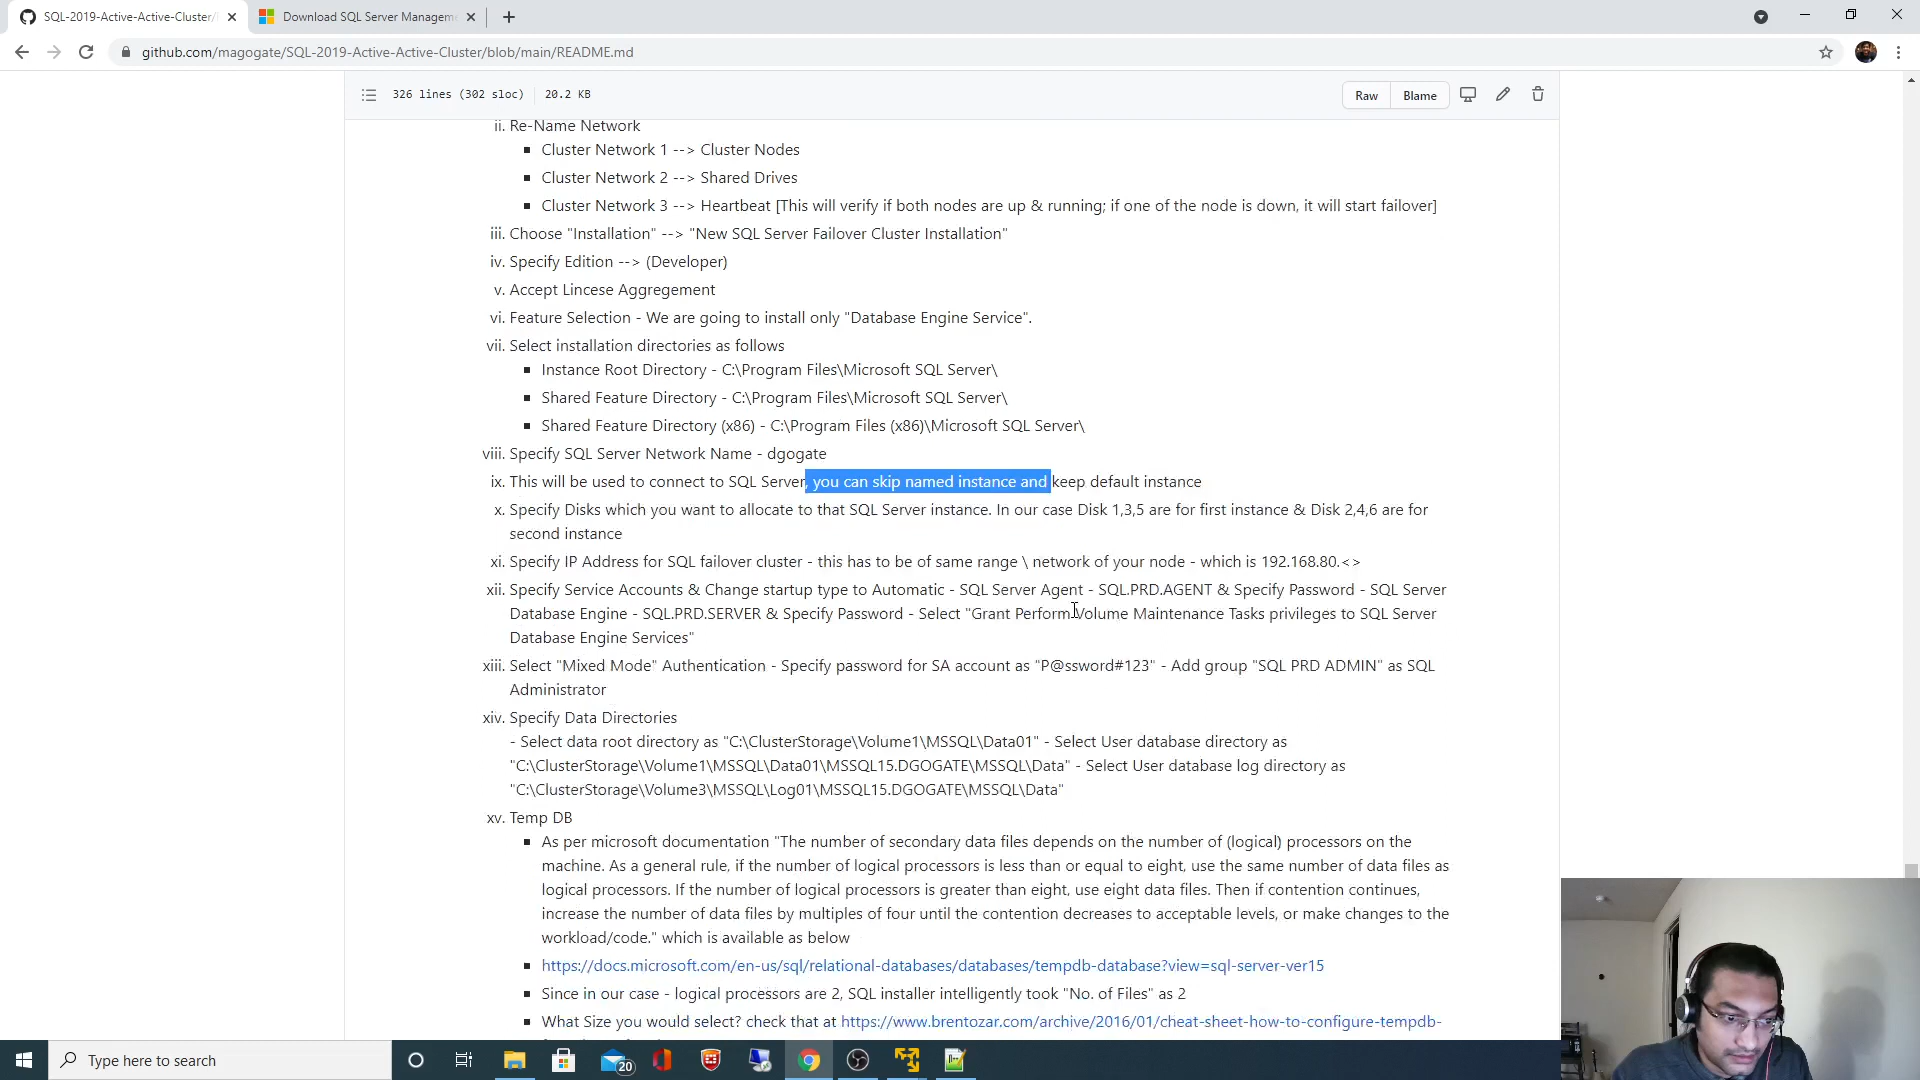 SQL-2019-Active-Active-Cluster/
Download SQL Server Managem
github.com/magogate/SQL-2019-Active-Active-Cluster/blob/main/README.md
326 lines (302 sloc) 20.2 KB
Raw
Blame
ii. Re-Name Network
Cluster Network 1 --> Cluster Nodes
Cluster Network 2 --> Shared Drives
Cluster Network 3 --> Heartbeat [This will verify if both nodes are up & running; if one of the node is down, it will start failover]
iii. Choose "Installation" --> "New SQL Server Failover Cluster Installation"
iv. Specify Edition --> (Developer)
v. Accept Lincese Aggregement
vi. Feature Selection - We are going to install only "Database Engine Service".
vii. Select installation directories as follows
Instance Root Directory - C:\Program Files\Microsoft SQL Server\
Shared Feature Directory - C:\Program Files\Microsoft SQL Server\
Shared Feature Directory (x86) - C:\Program Files (x86)\Microsoft SQL Server\
viii. Specify SQL Server Network Name - dgogate
ix. This will be used to connect to SQL Server, you can skip named instance and keep default instance
x. Specify Disks which you want to allocate to that SQL Server instance. In our case Disk 1,3,5 are for first instance & Disk 2,4,6 are for
second instance
xi. Specify IP Address for SQL failover cluster - this has to be of same range \ network of your node - which is 192.168.80.<>
xii. Specify Service Accounts & Change startup type to Automatic - SQL Server Agent - SQL.PRD.AGENT & Specify Password - SQL Server
Database Engine - SQL.PRD.SERVER & Specify Password - Select "Grant Perform Volume Maintenance Tasks privileges to SQL Server
Database Engine Services"
xiii. Select "Mixed Mode" Authentication - Specify password for SA account as "P@ssword#123" - Add group "SQL PRD ADMIN" as SQL
Administrator
xiv. Specify Data Directories
- Select data root directory as "C:\ClusterStorage\Volume1\MSSQL\Data01" - Select User database directory as
"C:\ClusterStorage\Volume1\MSSQL\Data01\MSSQL15.DGOGATE\MSSQL\Data" - Select User database log directory as
"C:\ClusterStorage\Volume3\MSSQL\Log01\MSSQL15.DGOGATE\MSSQL\Data"
xv. Temp DB
As per microsoft documentation "The number of secondary data files depends on the number of (logical) processors on the
machine. As a general rule, if the number of logical processors is less than or equal to eight, use the same number of data files as
logical processors. If the number of logical processors is greater than eight, use eight data files. Then if contention continues,
increase the number of data files by multiples of four until the contention decreases to acceptable levels, or make changes to the
workload/code." which is available as below
https://docs.microsoft.com/en-us/sql/relational-databases/databases/tempdb-database?view=sql-server-ver15
Since in our case - logical processors are 2, SQL installer intelligently took "No. of Files" as 2
What Size you would select? check that at https://www.brentozar.com/archive/2016/01/cheat-sheet-how-to-configure-tempdb-
Type here to search
20